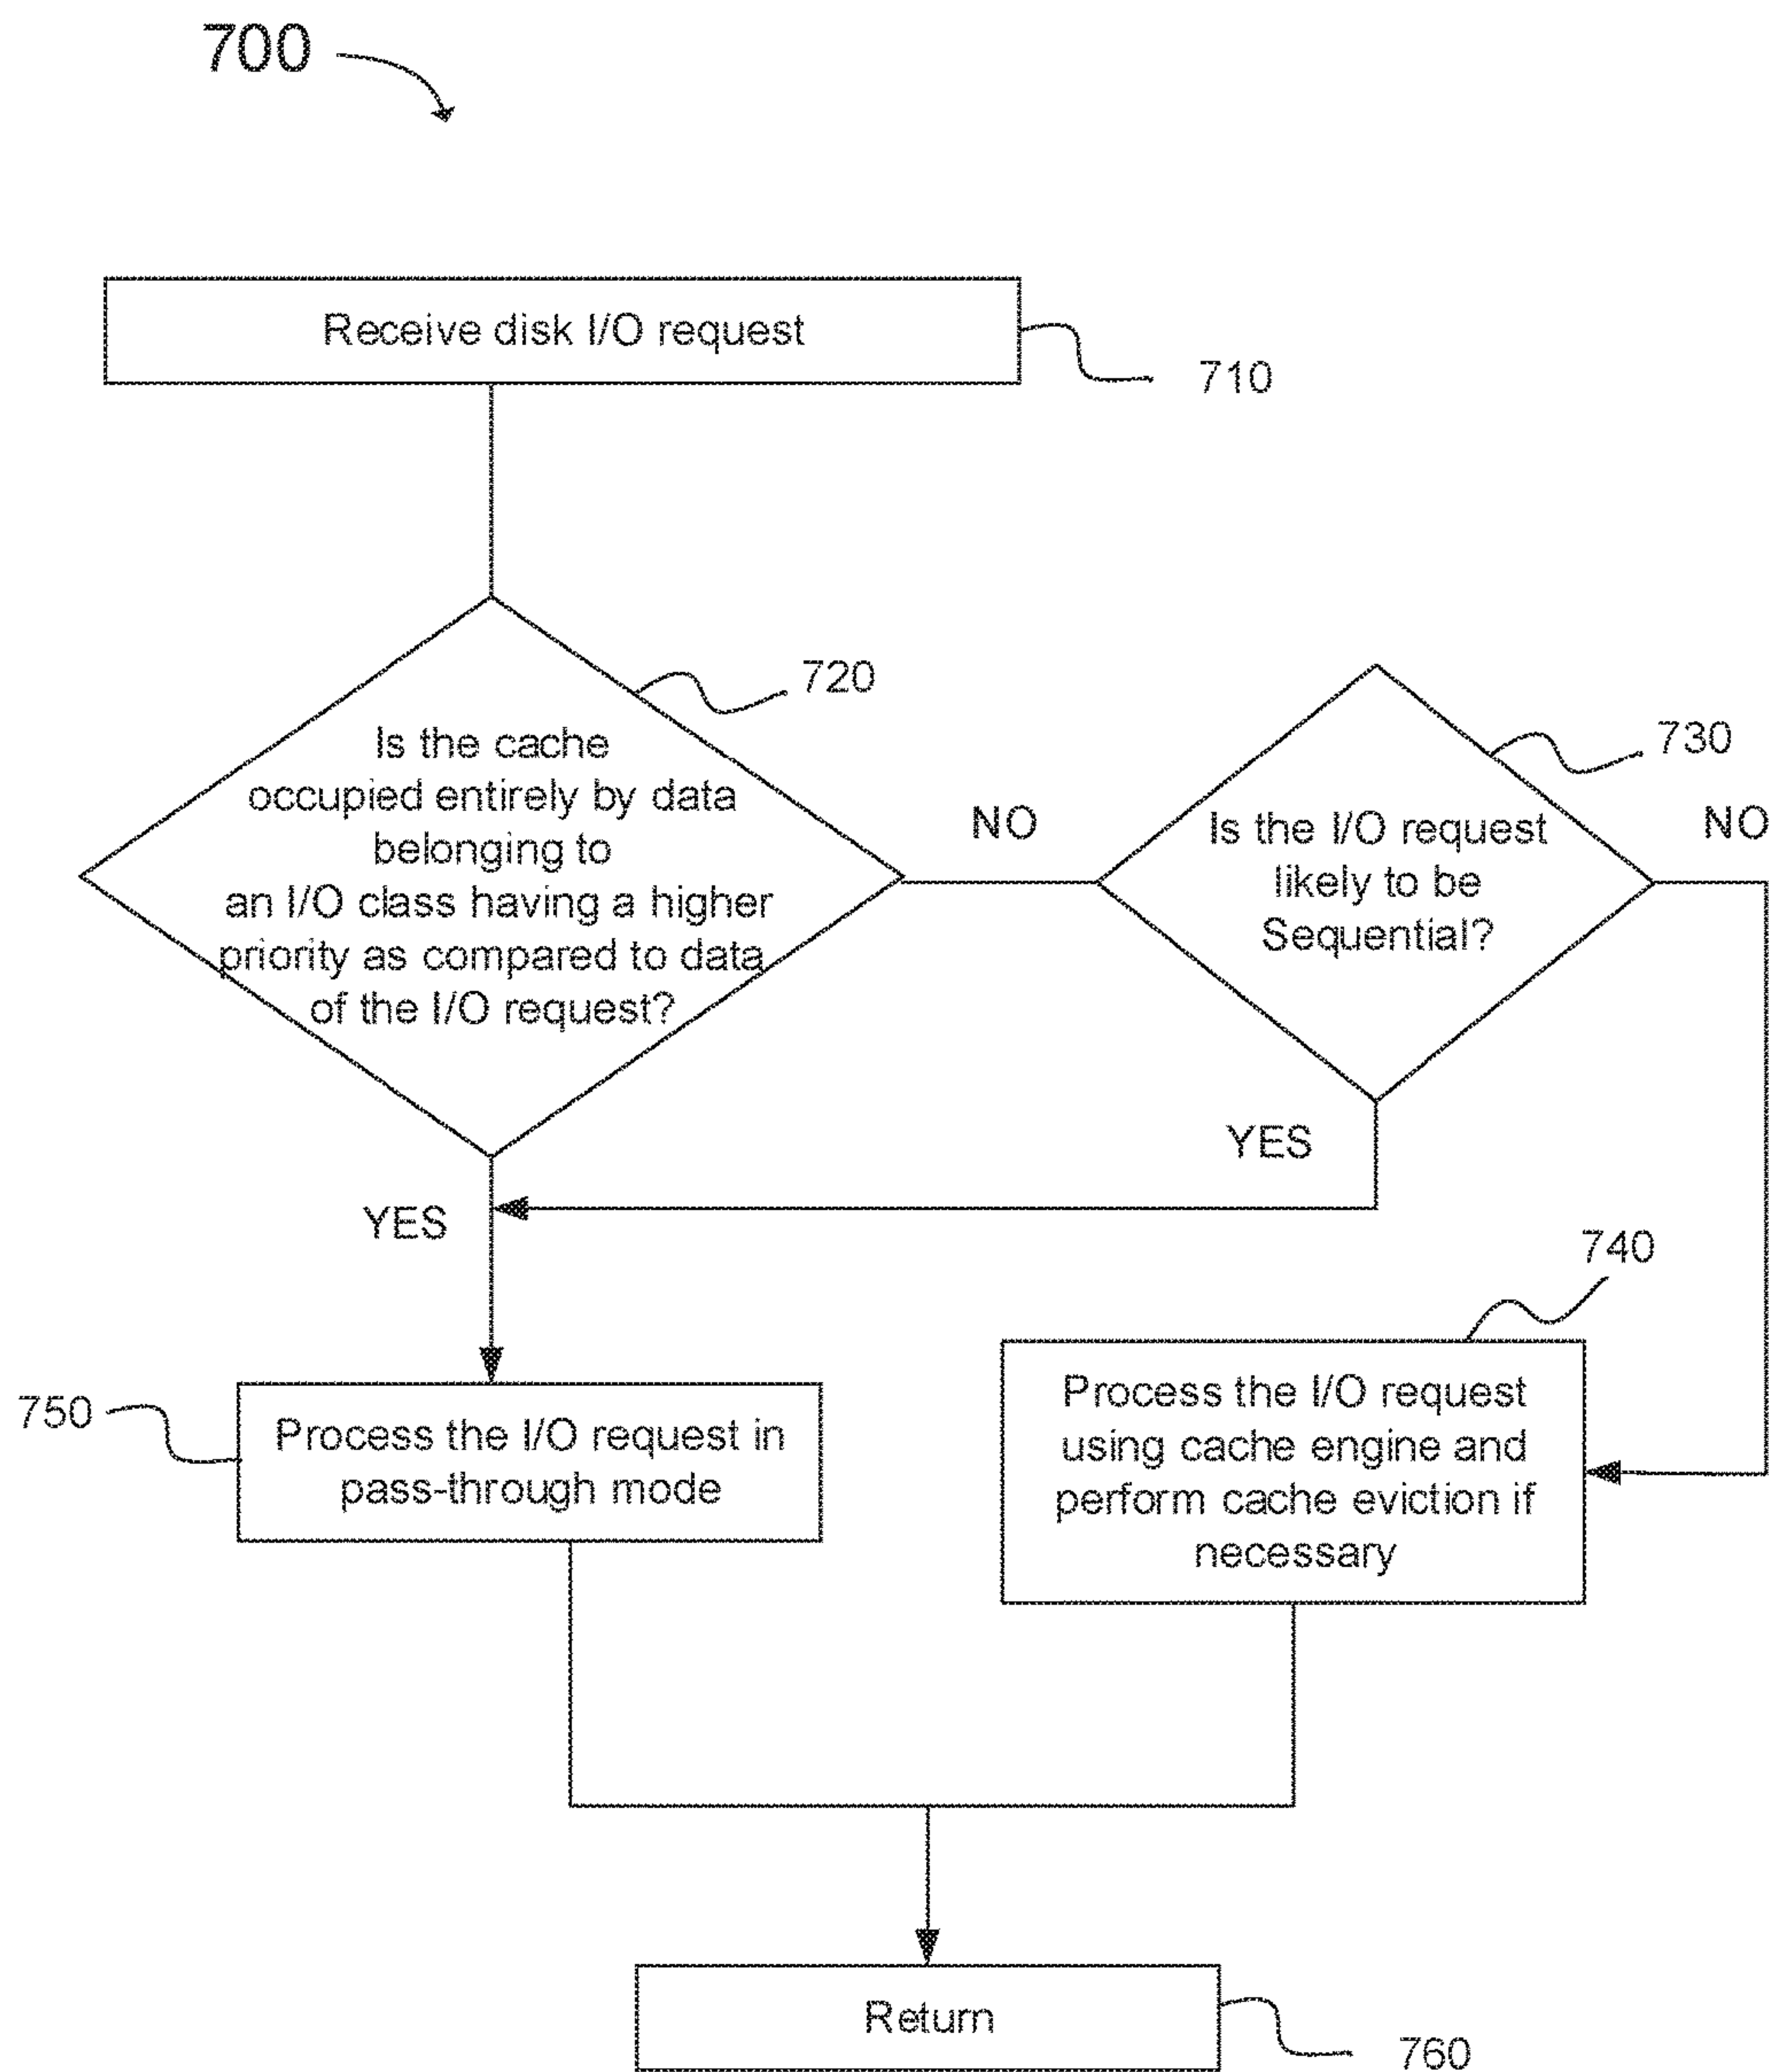 700
Receive disk I/O request
710
720
Is the cache
occupied entirely by data
belonging to
an I/O class having a higher
priority as compared to data
of the I/O request?
NO
730
Is the I/O request
likely to be
Sequential?
NO
YES
YES
740
750
Process the I/O request in
pass-through mode
Process the I/O request
using cache engine and
perform cache eviction if
necessary
Return
760